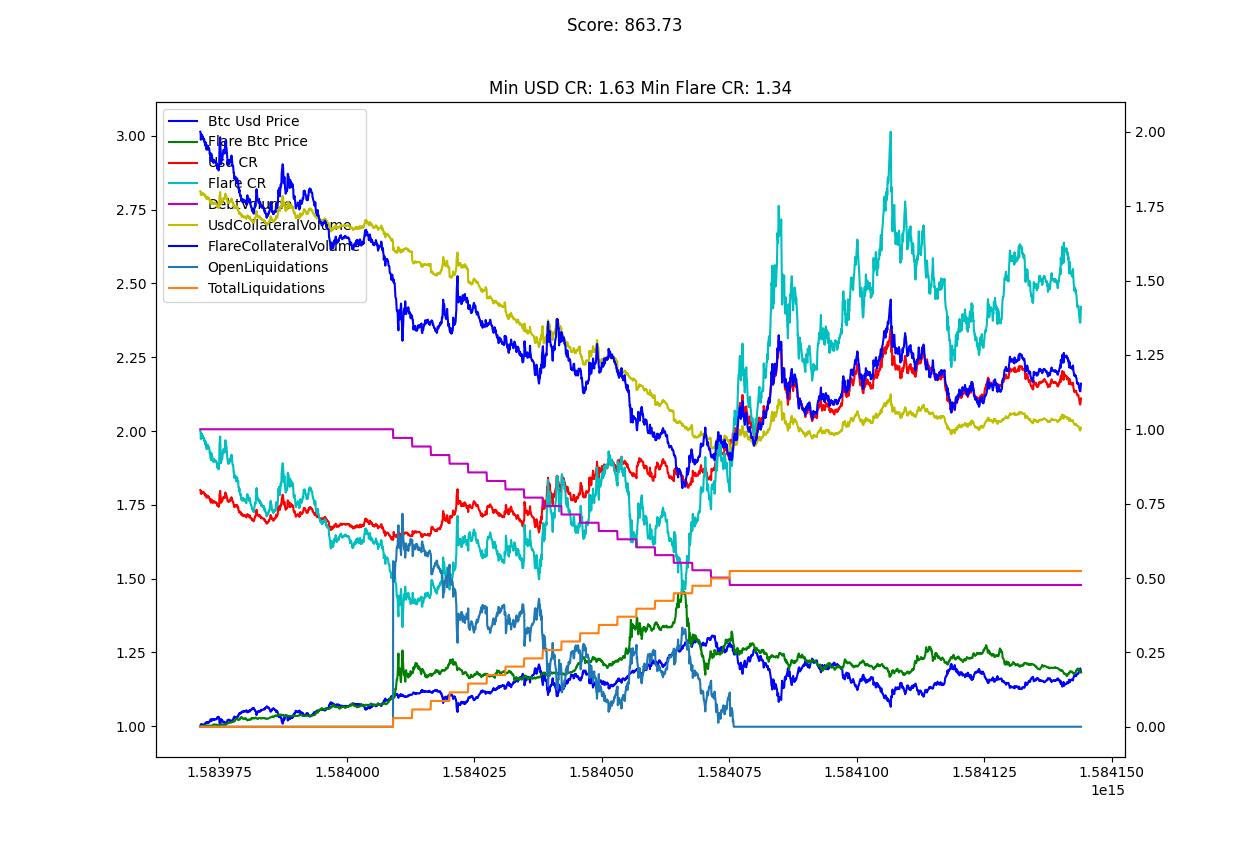 Score: 863.73
Min USD CR: 1.63 Min Flare CR: 1.34
Btc Usd Price
Flare Btc Price
Usd CR
Flare CR
DebtVolume
UsdCollateralVolume
FlareCollateralVolume
OpenLiquidations
TotalLiquidations
3.00
2.75
2.50
2.25
2.00
1.75
1.50
1.25
1.00
2.00
1.75
1.50
1.25
1.00
0.75
0.50
0.25
0.00
1.583975 1.584000 1.584025 1.584050 1.584075 1.584100 1.584125 1.584150
1e15